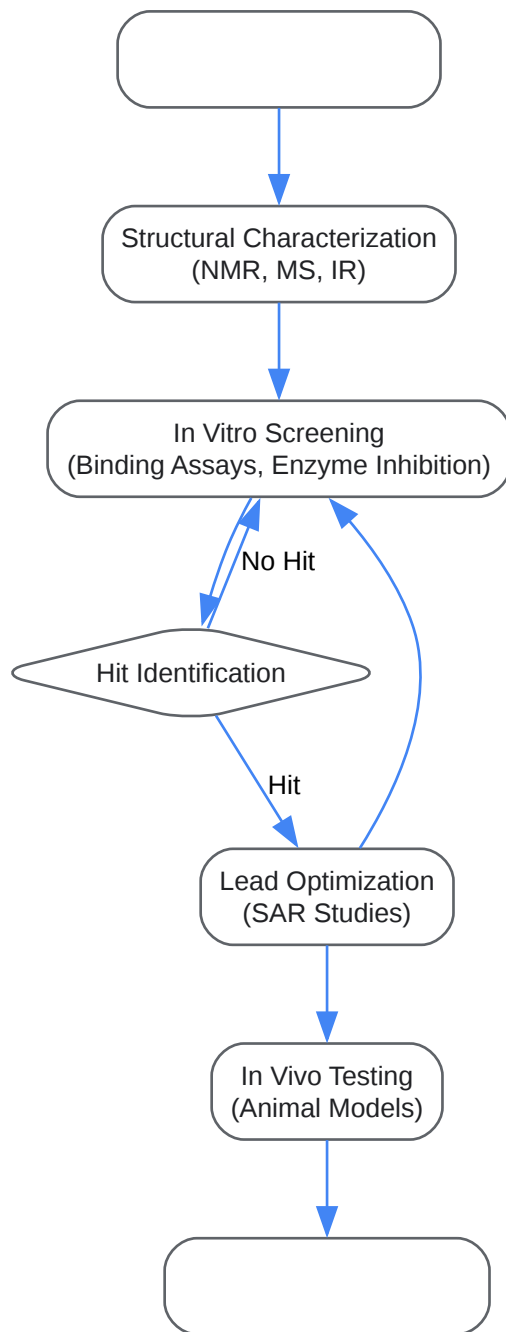 Structural Characterization
(NMR, MS, IR)
In Vitro Screening
(Binding Assays, Enzyme Inhibition)
No Hit
Hit Identification
Hit
Lead Optimization
(SAR Studies)
In Vivo Testing
(Animal Models)